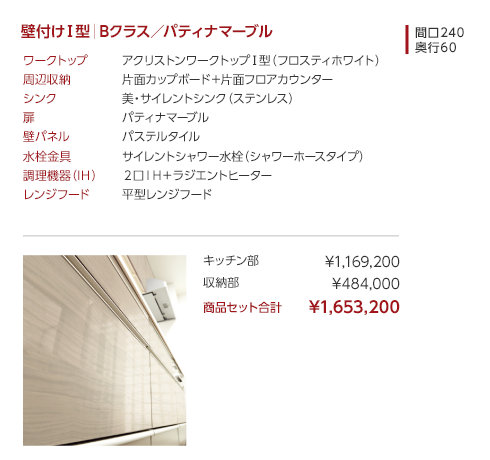 壁付けⅠ型｜Bクラス／パティナマーブル
間口240
奥行60
ワークトップ　アクリストンワークトップⅠ型（フロスティホワイト）
周辺収納　片面カップボード＋片面フロアカウンター
シンク　美・サイレントシンク（ステンレス）
扉　パティナマーブル
壁パネル　パステルタイル
水栓金具　サイレントシャワー水栓（シャワーホースタイプ）
調理機器（IH）　2口IH＋ラジエントヒーター
レンジフード　平型レンジフード
キッチン部　¥1,169,200
収納部　¥484,000
商品セット合計　¥1,653,200